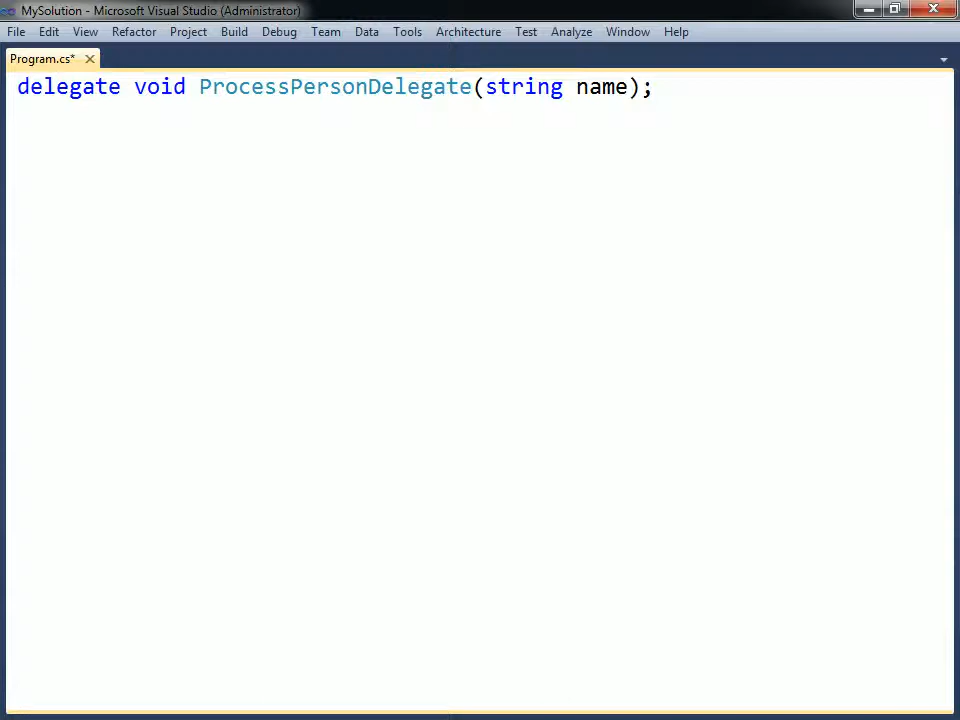 MySolution - Microsoft Visual Studio (Administrator)
File Edit View Refactor Project Build Debug Team Data Tools Architecture Test Analyze Window Help
Program.cs*
delegate void ProcessPersonDelegate(string name);